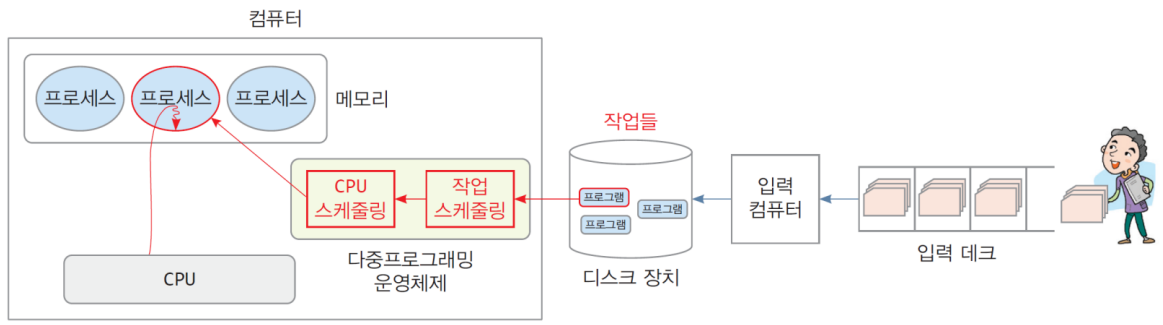 컴퓨터
프로세스
프로세스
프로세스
메모리
CPU
스케줄링
작업
스케줄링
다중프로그래밍
운영체제
CPU
작업들
프로그램
프로그램
프로그램
디스크 장치
입력
컴퓨터
입력 데크